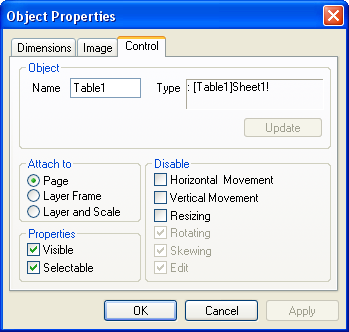 Object Properties
Dimensions Image Control
Object
Name Table1 Type : [Table1]Sheet1!
Update
Attach to
Page
Layer Frame
Layer and Scale
Properties
Visible
Selectable
Disable
Horizontal Movement
Vertical Movement
Resizing
Rotating
Skewing
Edit
OK Cancel Apply